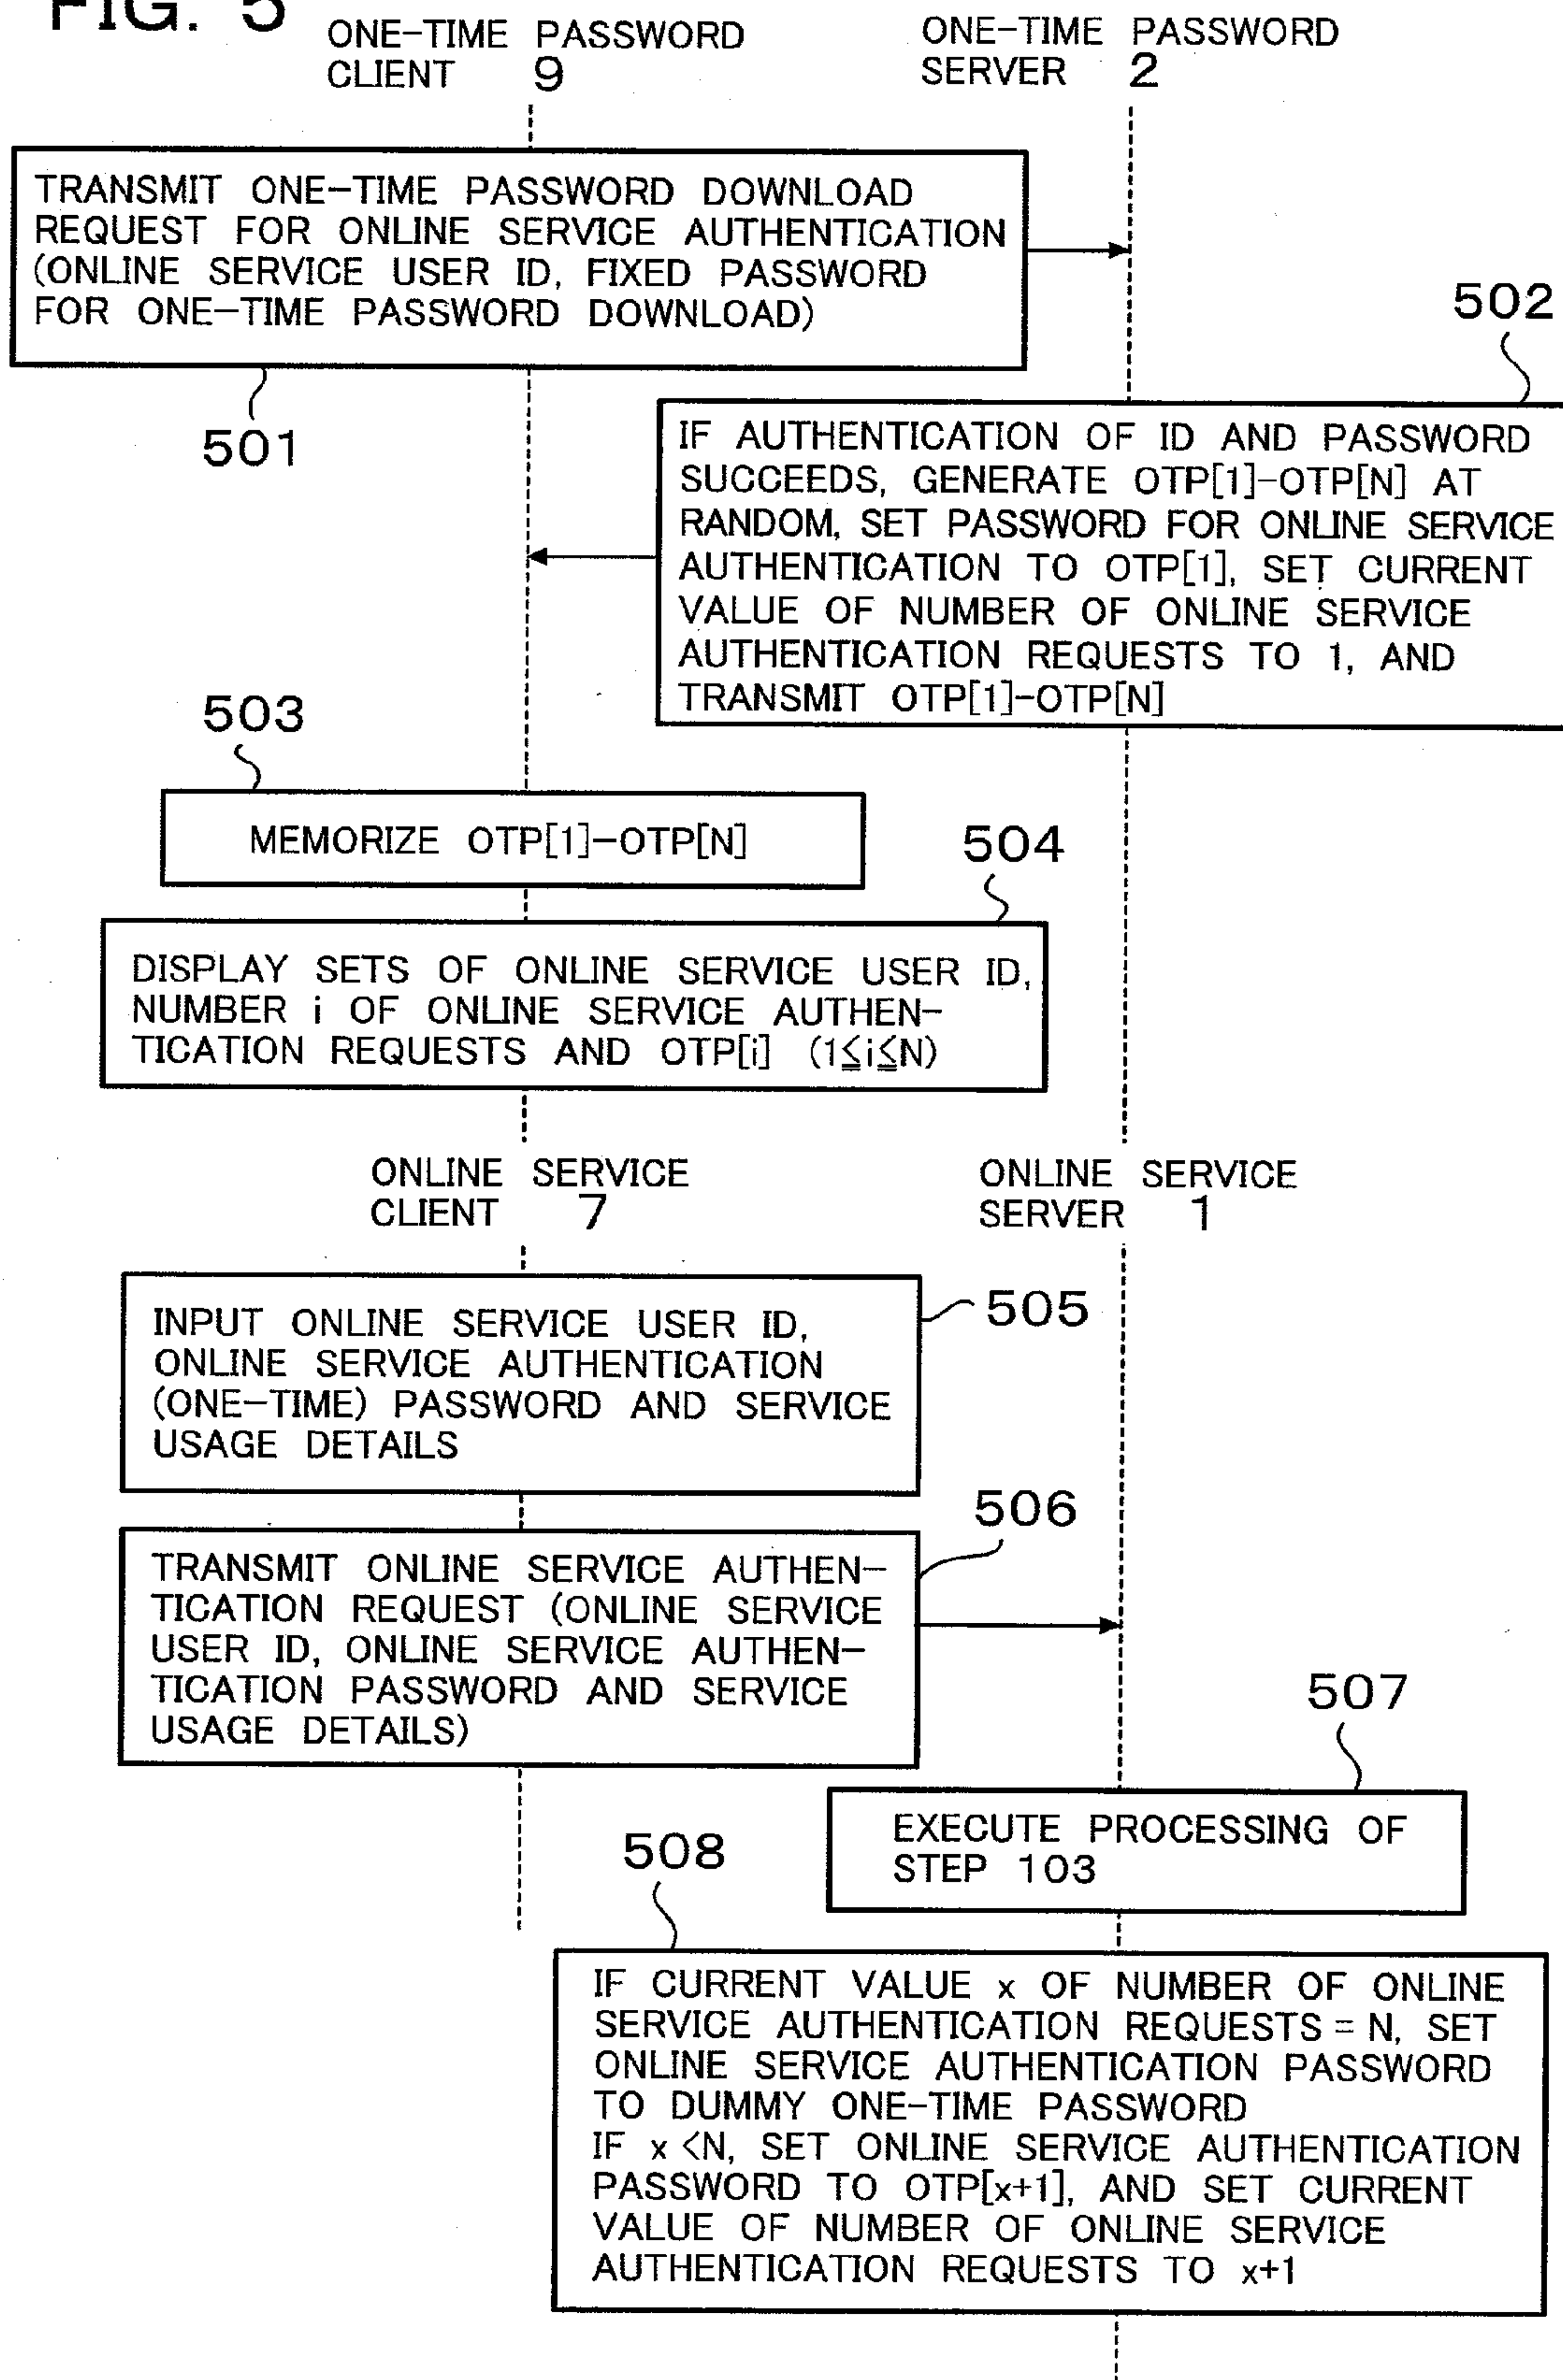 FIG. 5
ONE-TIME PASSWORD
CLIENT 9
ONE-TIME PASSWORD
SERVER 2
TRANSMIT ONE-TIME PASSWORD DOWNLOAD
REQUEST FOR ONLINE SERVICE AUTHENTICATION
(ONLINE SERVICE USER ID, FIXED PASSWORD
FOR ONE-TIME PASSWORD DOWNLOAD)
501
502
IF AUTHENTICATION OF ID AND PASSWORD
SUCCEEDS, GENERATE OTP[1]-OTP[N] AT
RANDOM, SET PASSWORD FOR ONLINE SERVICE
AUTHENTICATION TO OTP[1], SET CURRENT
VALUE OF NUMBER OF ONLINE SERVICE
AUTHENTICATION REQUESTS TO 1, AND
TRANSMIT OTP[1]-OTP[N]
503
MEMORIZE OTP[1]-OTP[N]
504
DISPLAY SETS OF ONLINE SERVICE USER ID,
NUMBER i OF ONLINE SERVICE AUTHEN-
TICATION REQUESTS AND OTP[i] (1≦i≦N)
ONLINE SERVICE
CLIENT 7
ONLINE SERVICE
SERVER 1
INPUT ONLINE SERVICE USER ID,
ONLINE SERVICE AUTHENTICATION
(ONE-TIME) PASSWORD AND SERVICE
USAGE DETAILS
505
506
TRANSMIT ONLINE SERVICE AUTHEN-
TICATION REQUEST (ONLINE SERVICE
USER ID, ONLINE SERVICE AUTHEN-
TICATION PASSWORD AND SERVICE
USAGE DETAILS)
507
EXECUTE PROCESSING OF
STEP 103
508
IF CURRENT VALUE x OF NUMBER OF ONLINE
SERVICE AUTHENTICATION REQUESTS = N, SET
ONLINE SERVICE AUTHENTICATION PASSWORD
TO DUMMY ONE-TIME PASSWORD
IF x <N, SET ONLINE SERVICE AUTHENTICATION
PASSWORD TO OTP[x+1], AND SET CURRENT
VALUE OF NUMBER OF ONLINE SERVICE
AUTHENTICATION REQUESTS TO x+1